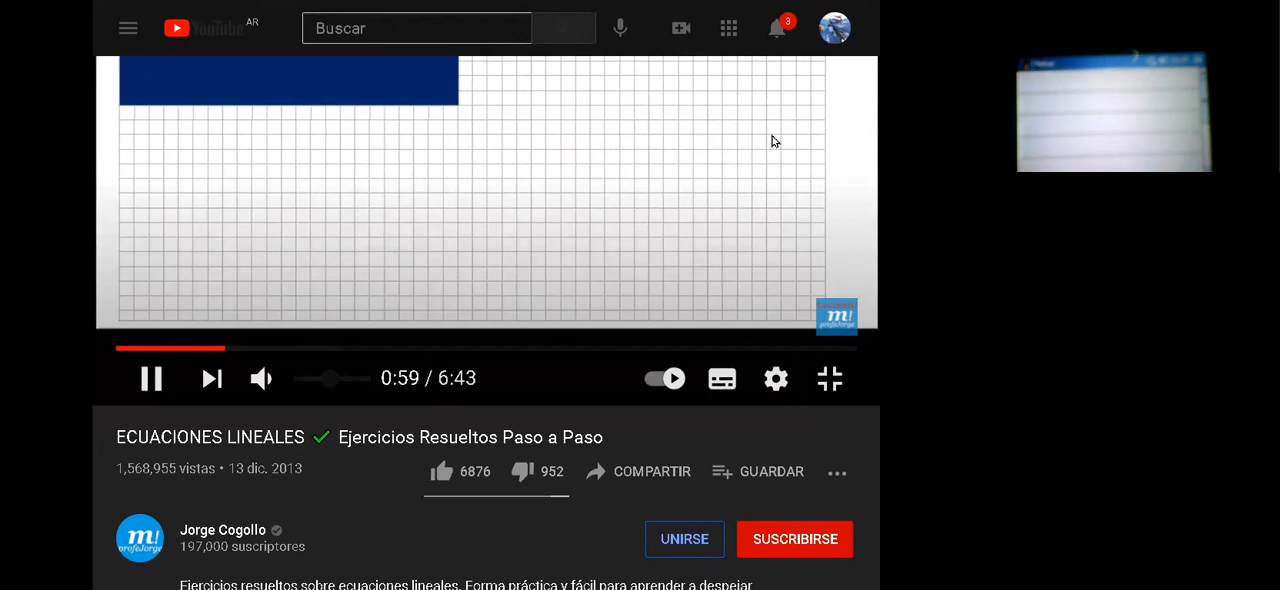 YouTube AR
Buscar
3
m!
profeJorge
0:59 / 6:43
ECUACIONES LINEALES ✔ Ejercicios Resueltos Paso a Paso
1,568,955 vistas • 13 dic. 2013
6876 952 COMPARTIR GUARDAR
m!
profeJorge
Jorge Cogollo
197,000 suscriptores
UNIRSE SUSCRIBIRSE
Ejercicios resueltos sobre ecuaciones lineales. Forma práctica y fácil para aprender a despejar